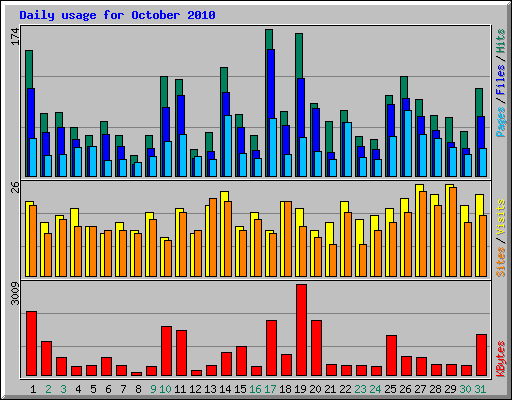 Daily usage for October 2010
174
Pages / Files / Hits
26
Sites / Visits
3009
KBytes
1 2 3 4 5 6 7 8 9 10 11 12 13 14 15 16 17 18 19 20 21 22 23 24 25 26 27 28 29 30 31